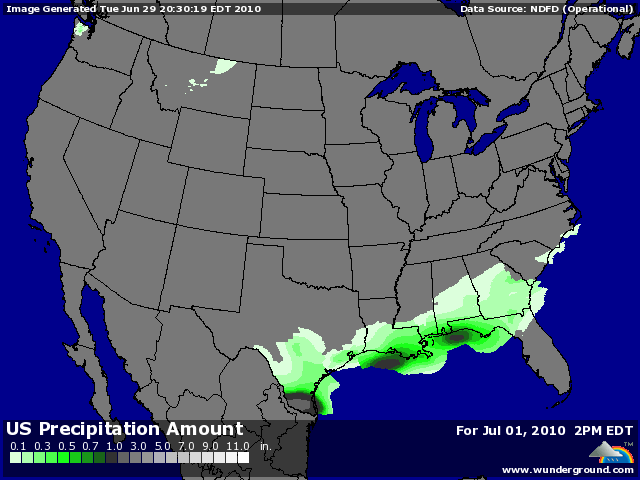 Image Generated Tue Jun 29 20:30:19 EDT 2010
Data Source: NDFD (Operational)
US Precipitation Amount
For Jul 01, 2010 2PM EDT
0.1 0.3 0.5 0.7 1.0 3.0 5.0 7.0 9.0 11.0 in.
TM
www.wunderground.com